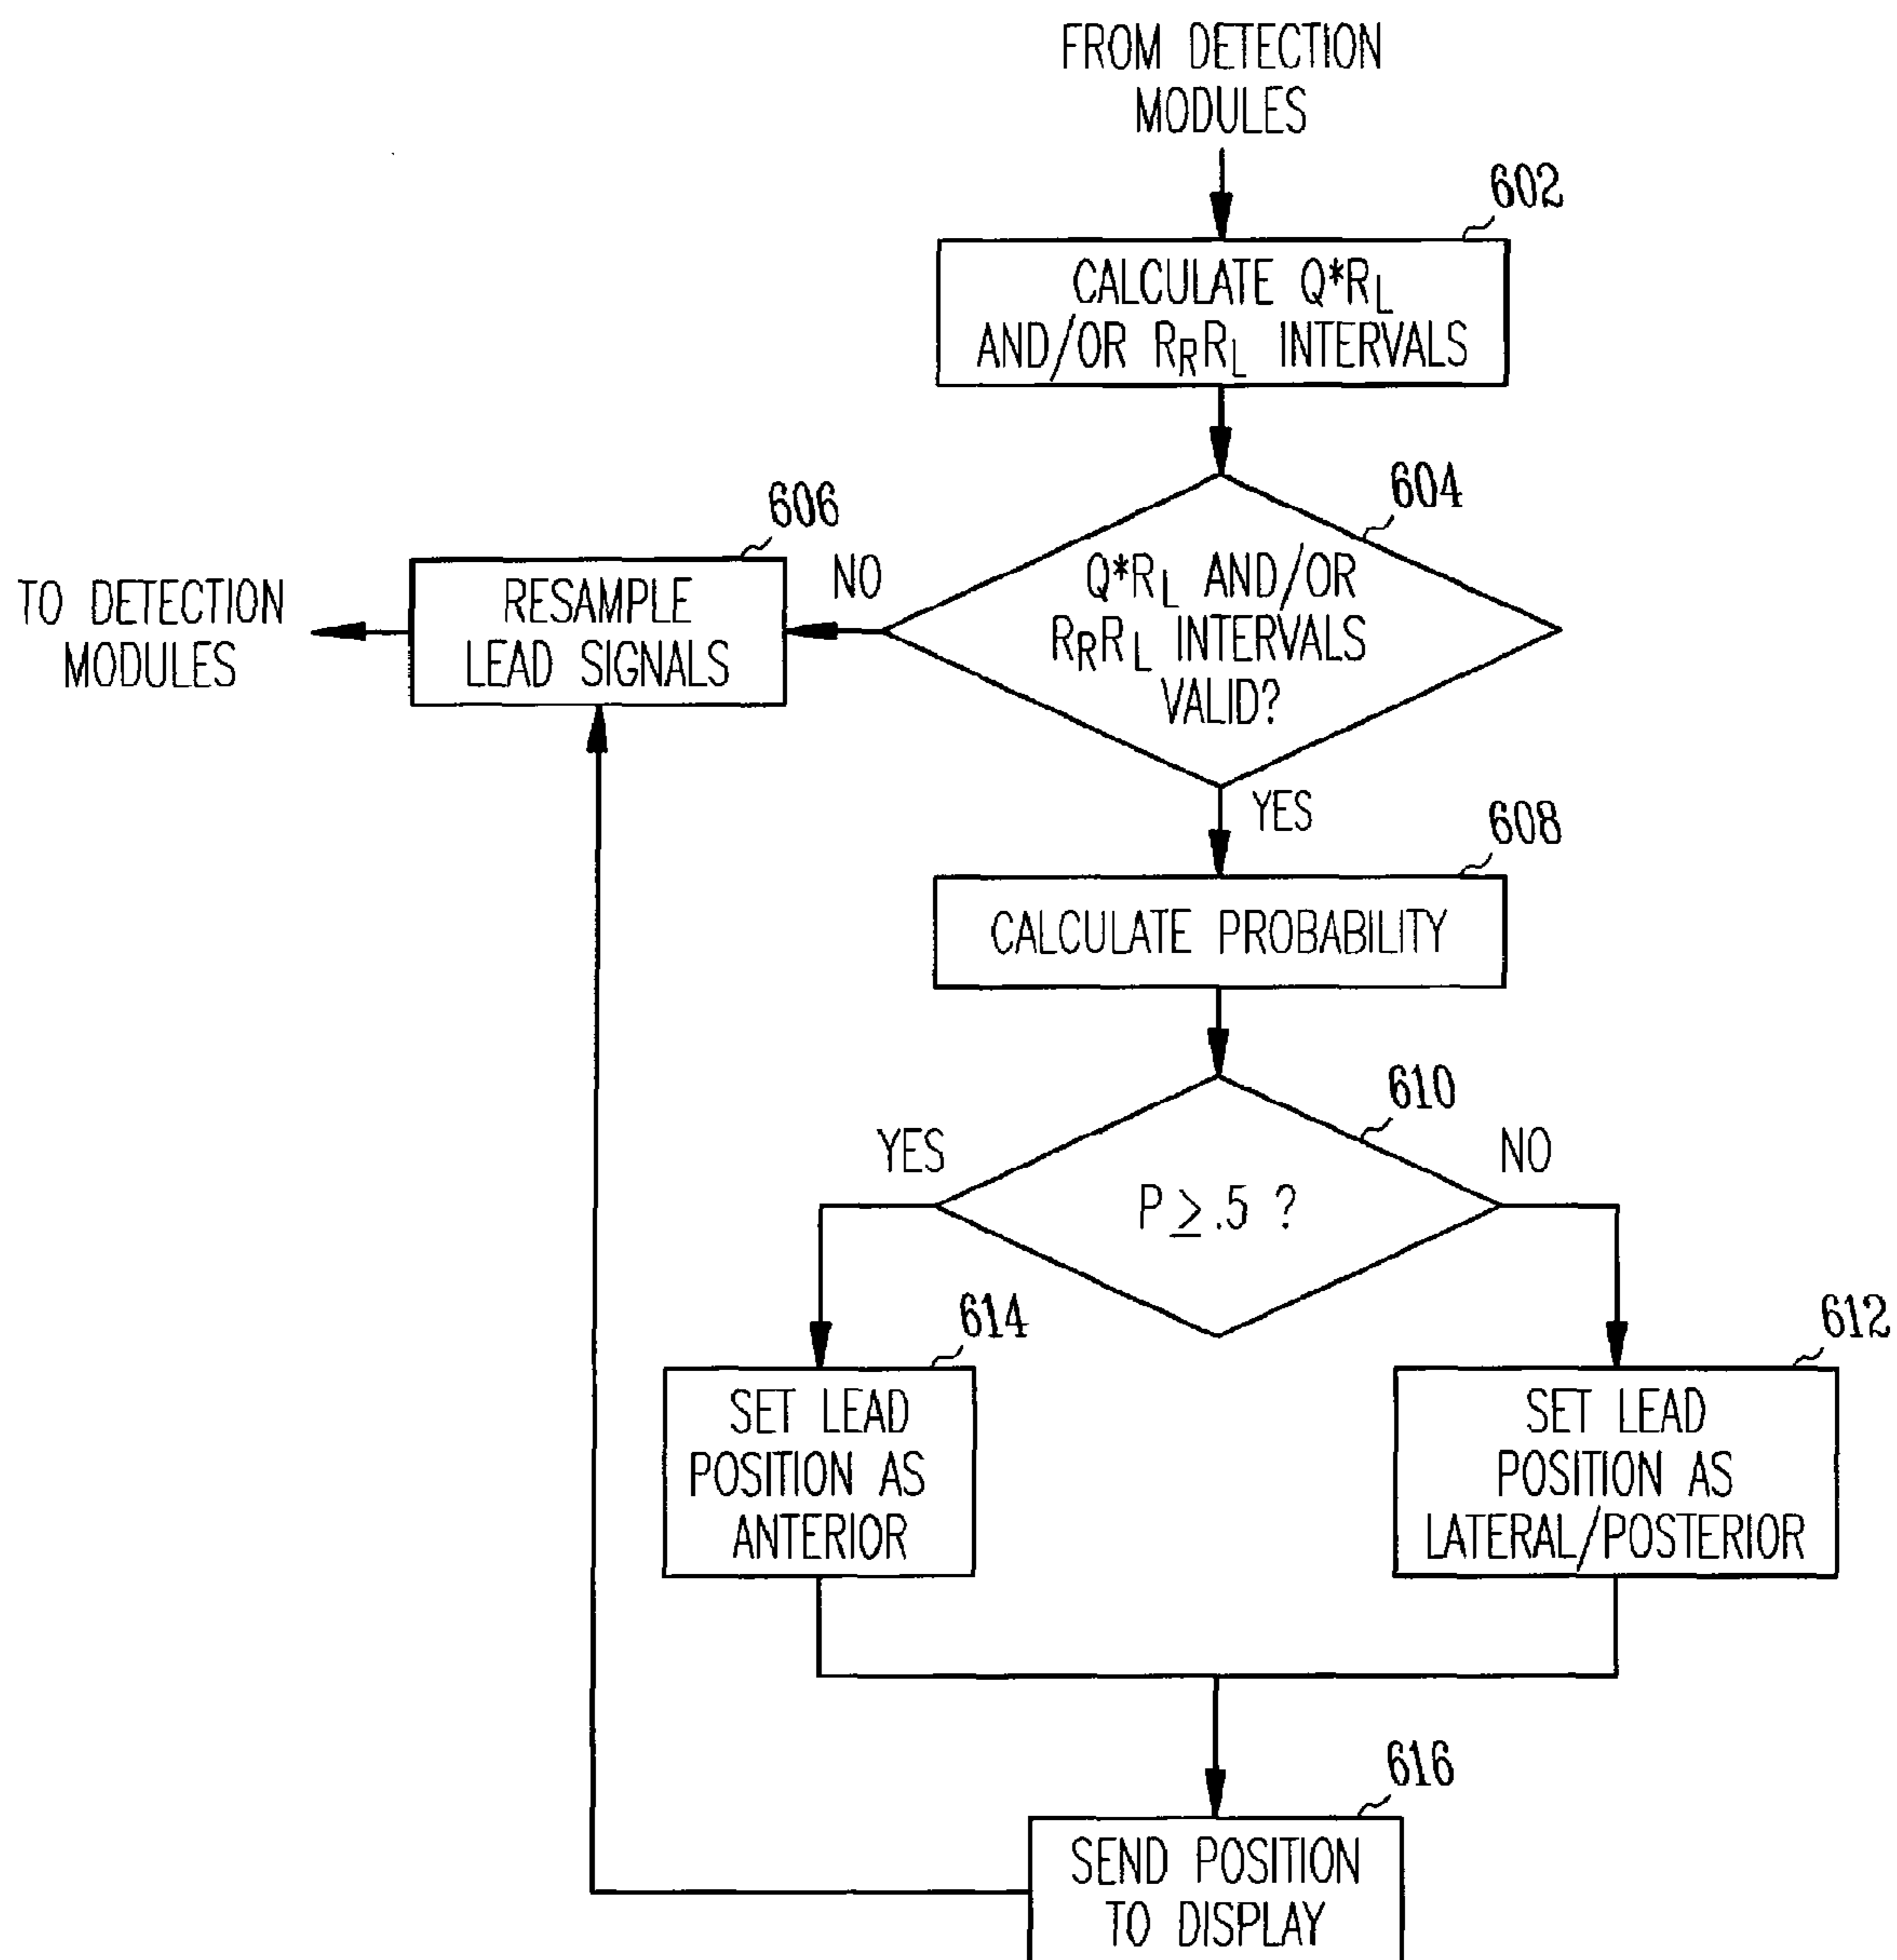 FROM DETECTION
MODULES
602
CALCULATE Q*RL
AND/OR RRRL INTERVALS
604
Q*RL AND/OR
RRRL INTERVALS
VALID?
NO
606
RESAMPLE
LEAD SIGNALS
TO DETECTION
MODULES
YES
608
CALCULATE PROBABILITY
610
P ≥ .5 ?
YES
NO
614
SET LEAD
POSITION AS
ANTERIOR
612
SET LEAD
POSITION AS
LATERAL/POSTERIOR
616
SEND POSITION
TO DISPLAY